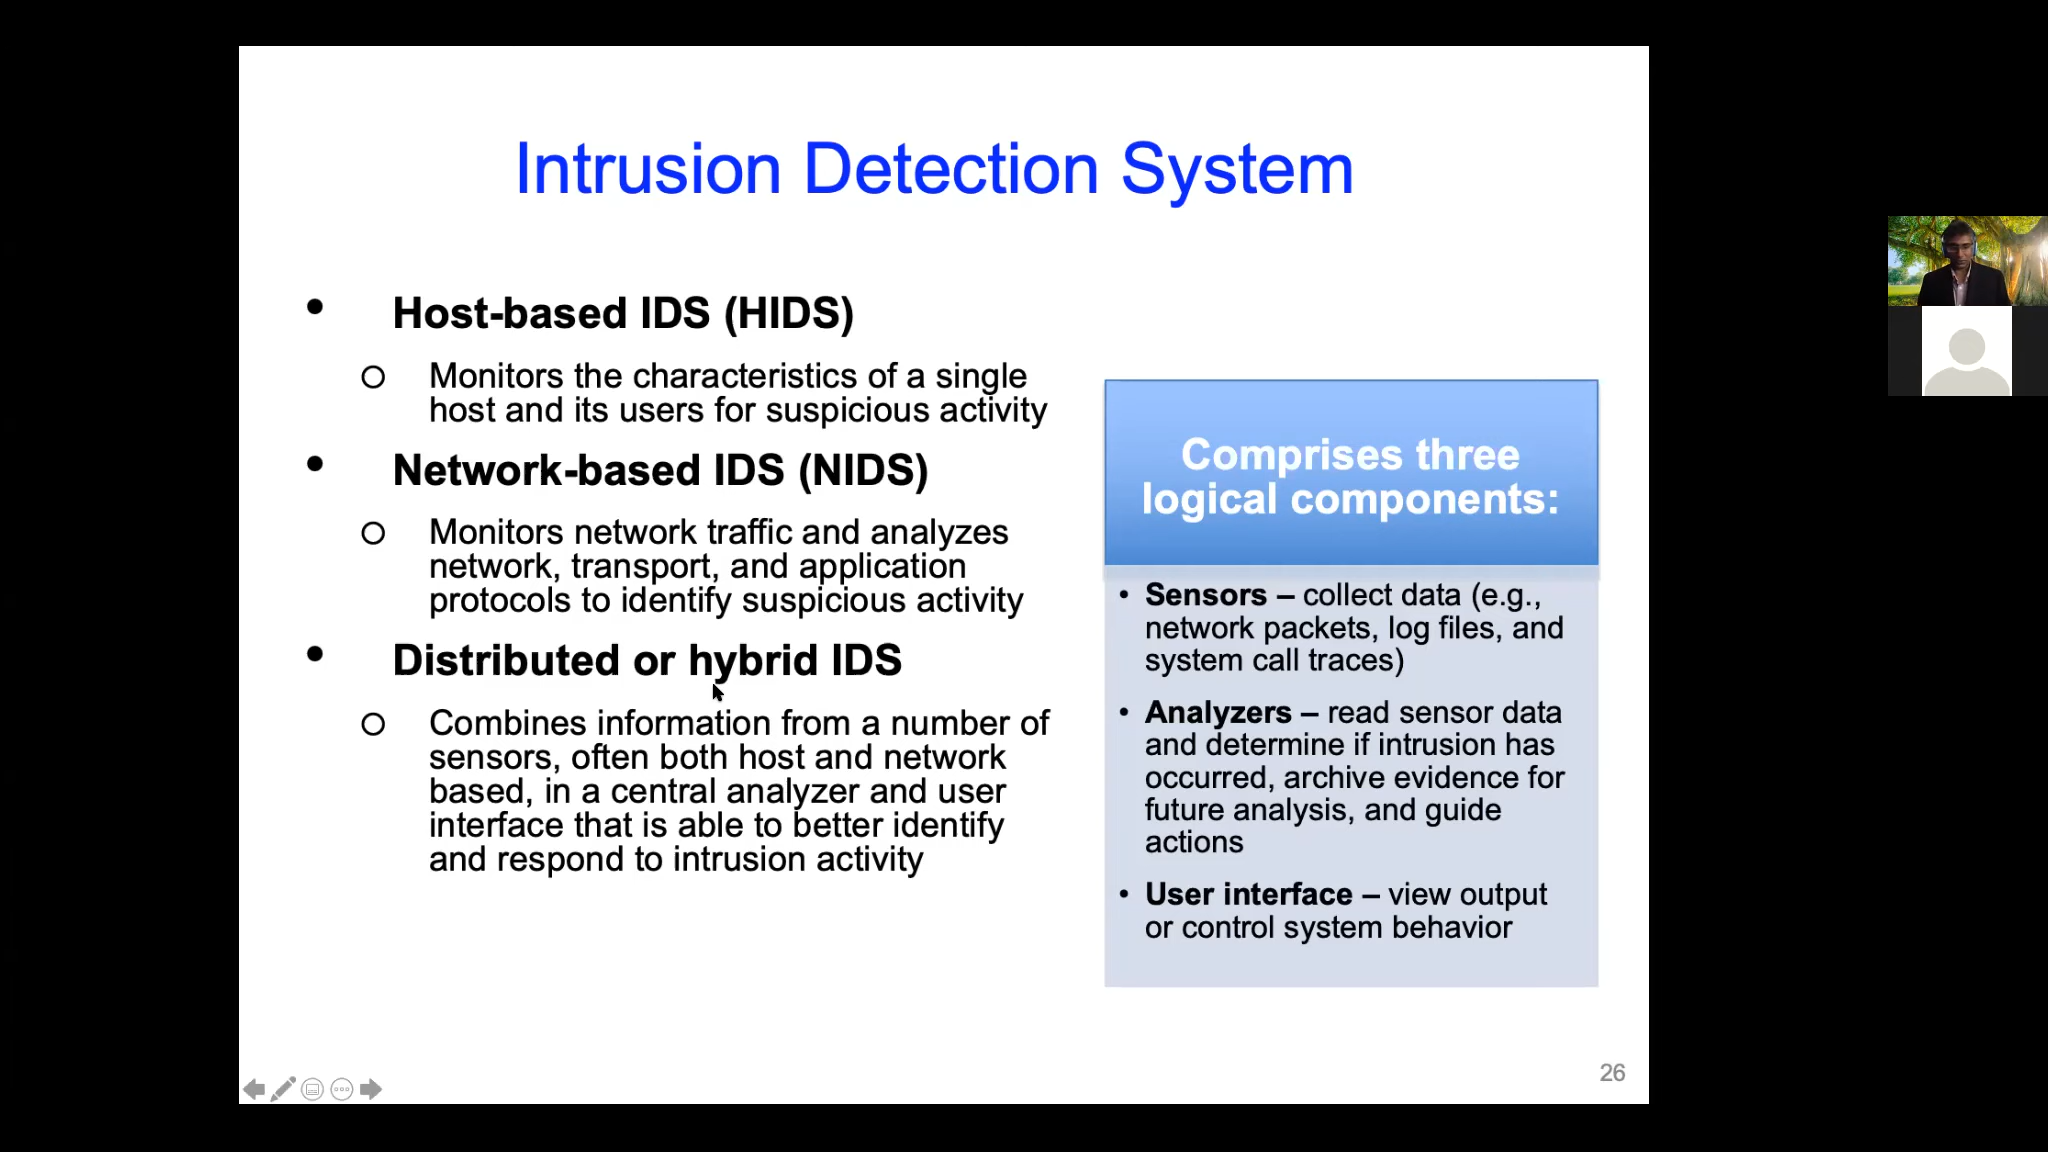 Intrusion Detection System
• Host-based IDS (HIDS)
○ Monitors the characteristics of a single
host and its users for suspicious activity
• Network-based IDS (NIDS)
○ Monitors network traffic and analyzes
network, transport, and application
protocols to identify suspicious activity
• Distributed or hybrid IDS
○ Combines information from a number of
sensors, often both host and network
based, in a central analyzer and user
interface that is able to better identify
and respond to intrusion activity
Comprises three
logical components:
• Sensors – collect data (e.g.,
network packets, log files, and
system call traces)
• Analyzers – read sensor data
and determine if intrusion has
occurred, archive evidence for
future analysis, and guide
actions
• User interface – view output
or control system behavior
26